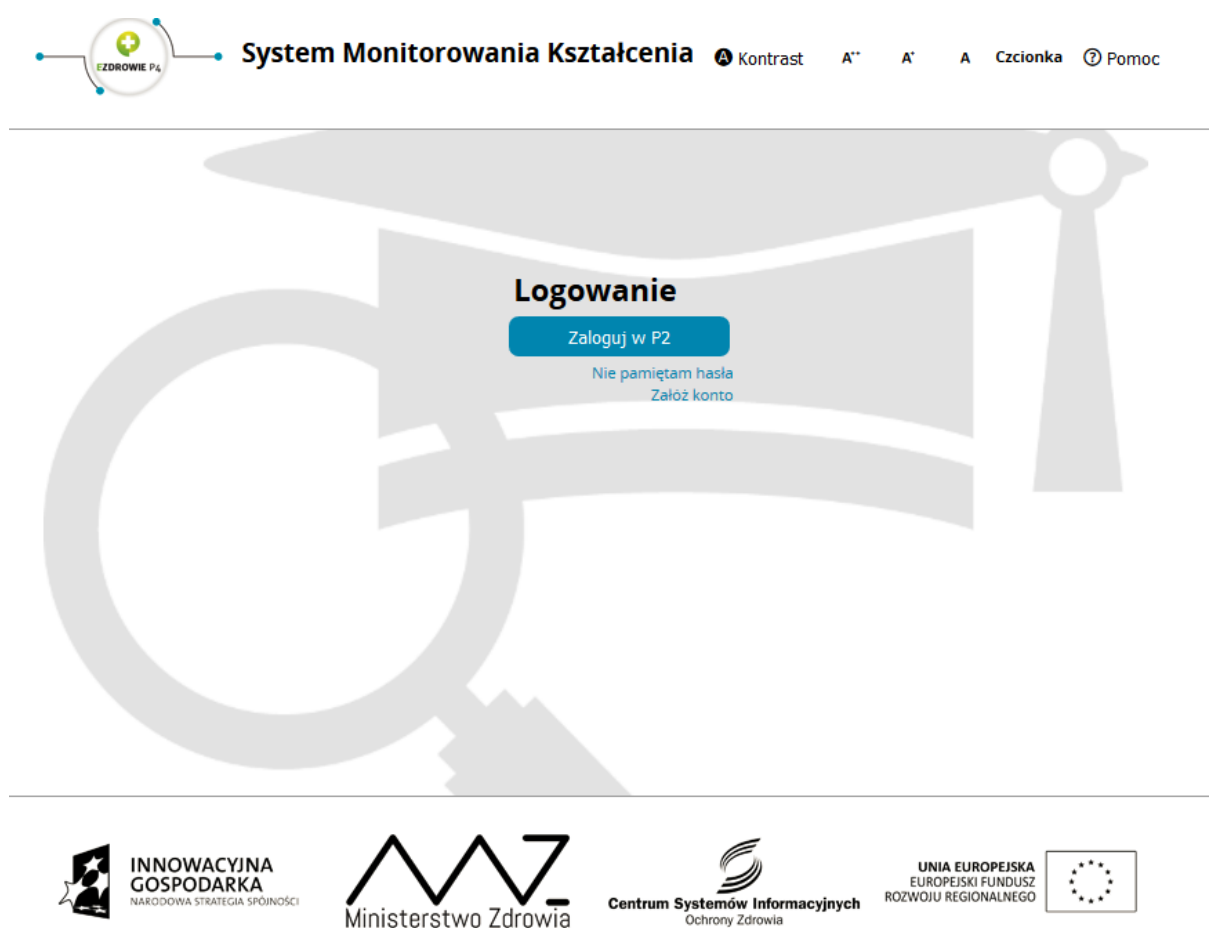 EZDROWIE P4
System Monitorowania Kształcenia
A Kontrast A++ A+ A Czcionka ? Pomoc
Logowanie
Zaloguj w P2
Nie pamiętam hasła
Załóż konto
INNOWACYJNA
GOSPODARKA
NARODOWA STRATEGIA SPÓJNOŚCI
Ministerstwo Zdrowia
Centrum Systemów Informacyjnych
Ochrony Zdrowia
UNIA EUROPEJSKA
EUROPEJSKI FUNDUSZ
ROZWOJU REGIONALNEGO